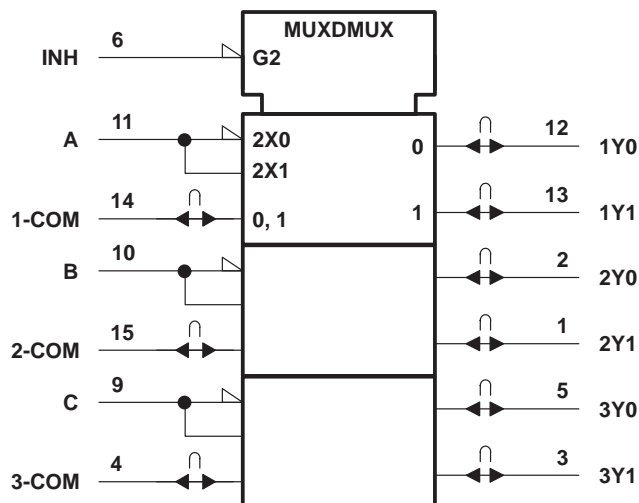 MUXDMUX
INH 6 G2
A 11 2X0 0 12 1Y0
2X1
1-COM 14 0, 1 1 13 1Y1
B 10 2 2Y0
2-COM 15 1 2Y1
C 9 5 3Y0
3-COM 4 3 3Y1